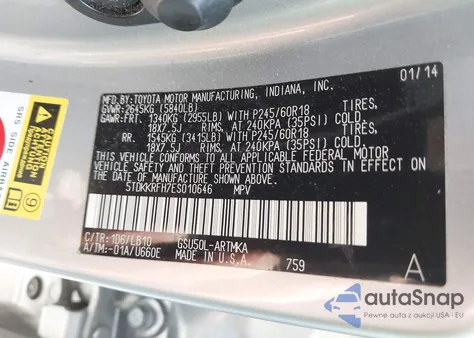 MFD. BY: TOYOTA MOTOR MANUFACTURING, INDIANA, INC. 01/14
GVWR: 2645KG (5840LB)
GAWR: FRT. 1340KG (2955LB) WITH P245/60R18 TIRES,
18X7.5J RIMS, AT 240KPA (35PSI) COLD.
RR. 1545KG (3415LB) WITH P245/60R18 TIRES,
18X7.5J RIMS, AT 240KPA (35PSI) COLD.
THIS VEHICLE CONFORMS TO ALL APPLICABLE FEDERAL MOTOR
VEHICLE SAFETY AND THEFT PREVENTION STANDARDS IN EFFECT
ON THE DATE OF MANUFACTURE SHOWN ABOVE.
5TDKKRFH7ES010646 MPV
C/TR: 1D6/LB10 GSU50L-ARTMKA
A/TM: -01A/U660E MADE IN U.S.A. 759 A
SRS SIDE AIRBAG
9
autoSnap
Pewne auta z aukcji USA i EU